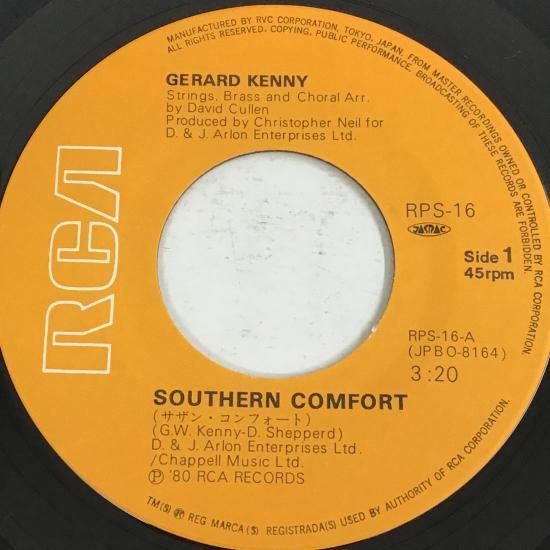 MANUFACTURED BY RVC CORPORATION, TOKYO, JAPAN, FROM MASTER RECORDINGS OWNED OR CONTROLLED BY RCA CORPORATION.
ALL RIGHTS RESERVED. COPYING, PUBLIC PERFORMANCE, BROADCASTING OF THESE RECORDS ARE FORBIDDEN.
GERARD KENNY
Strings, Brass and Choral Arr.
by David Cullen
Produced by Christopher Neil for
D. & J. Arlon Enterprises Ltd.
RCA
RPS-16
JASRAC
Side 1
45rpm
RPS-16-A
(JPBO-8164)
3:20
SOUTHERN COMFORT
(サザン・コンフォート)
(G.W. Kenny-D. Shepperd)
D. & J. Arlon Enterprises Ltd.
/Chappell Music Ltd.
Ⓟ '80 RCA RECORDS
TM(S) ® REG MARCA(S) REGISTRADA(S) USED BY AUTHORITY OF RCA CORPORATION.